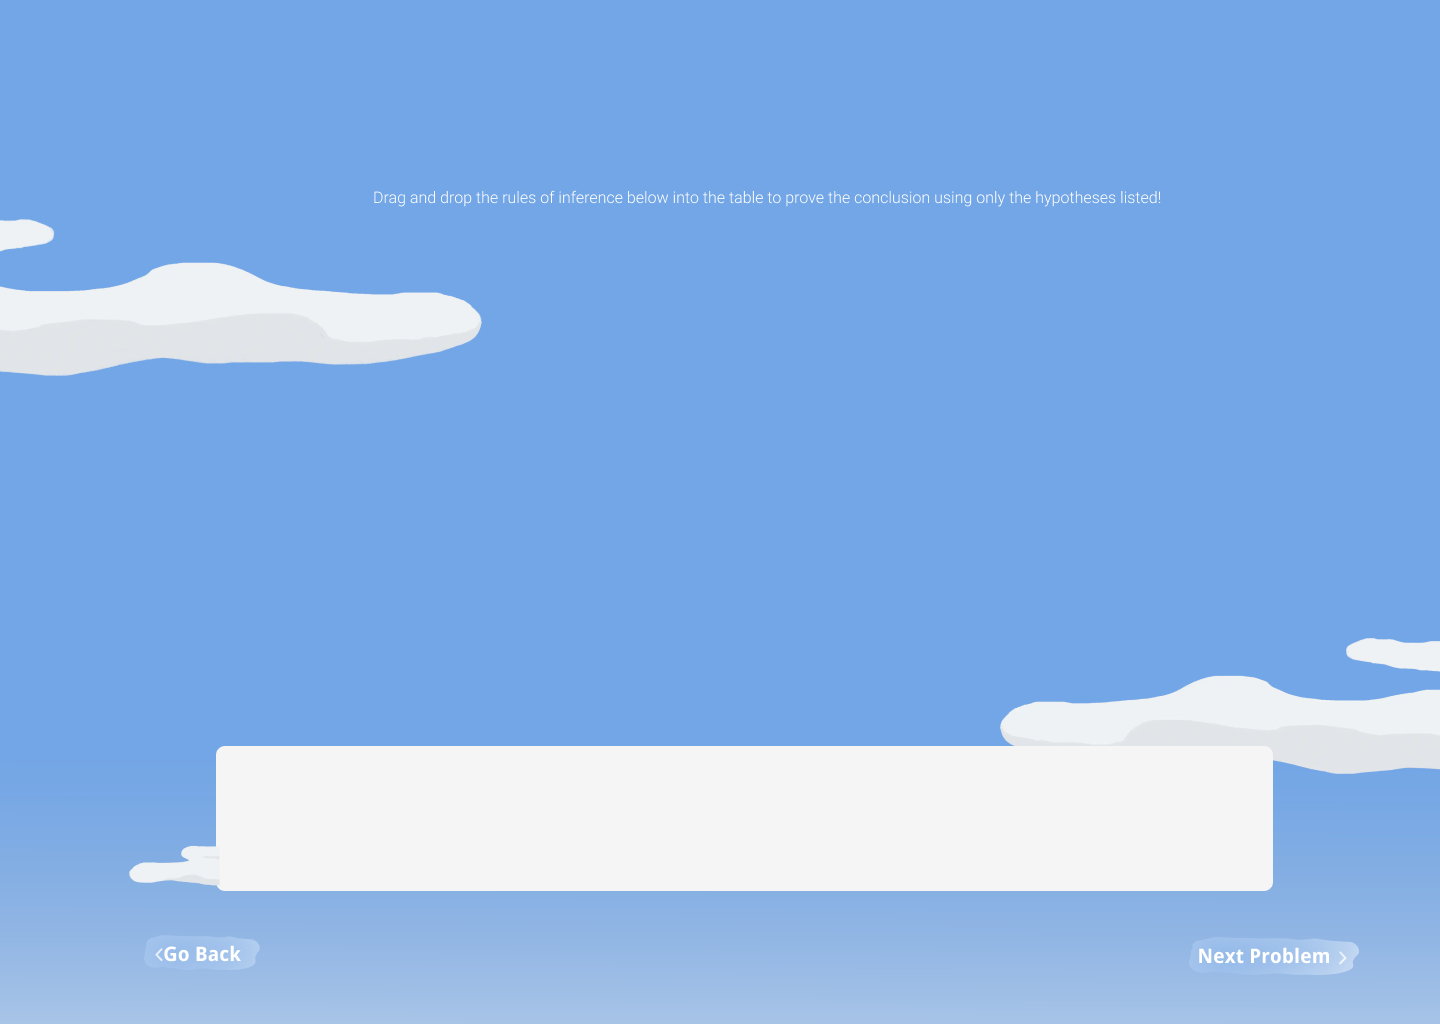 Drag and drop the rules of inference below into the table to prove the conclusion using only the hypotheses listed!
Go Back
Next Problem